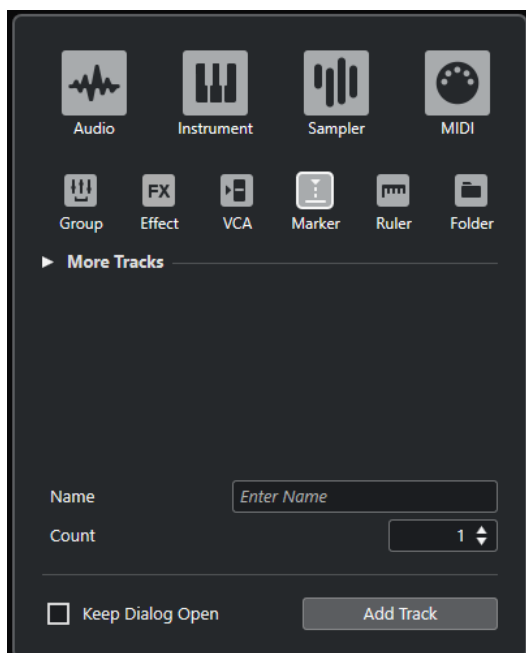 Audio Instrument Sampler MIDI
FX
Group Effect VCA Marker Ruler Folder
More Tracks
Name Enter Name
Count 1
Keep Dialog Open Add Track